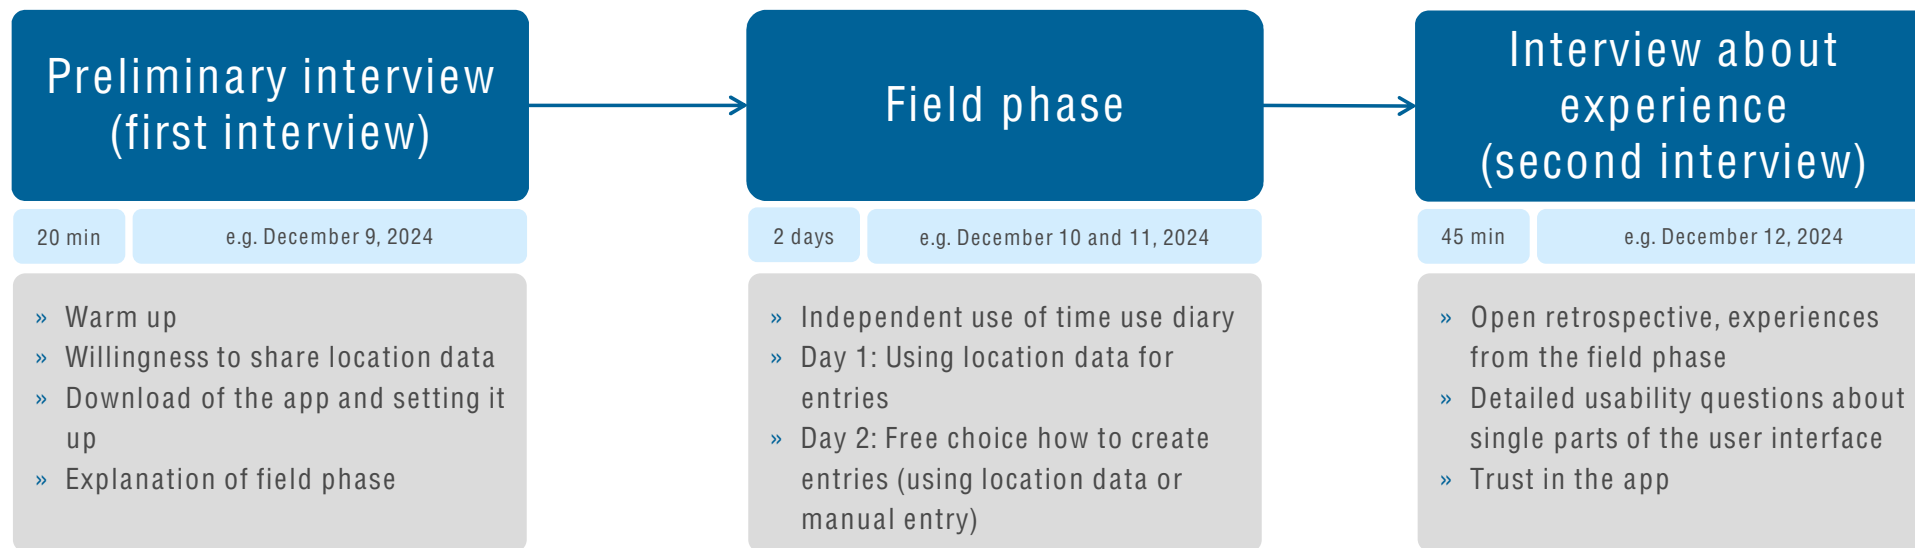 Preliminary interview
(first interview)
20 min
e.g. December 9, 2024
» Warm up
» Willingness to share location data
» Download of the app and setting it
up
» Explanation of field phase
Field phase
2 days
e.g. December 10 and 11, 2024
» Independent use of time use diary
» Day 1: Using location data for
entries
» Day 2: Free choice how to create
entries (using location data or
manual entry)
Interview about
experience
(second interview)
45 min
e.g. December 12, 2024
» Open retrospective, experiences
from the field phase
» Detailed usability questions about
single parts of the user interface
» Trust in the app